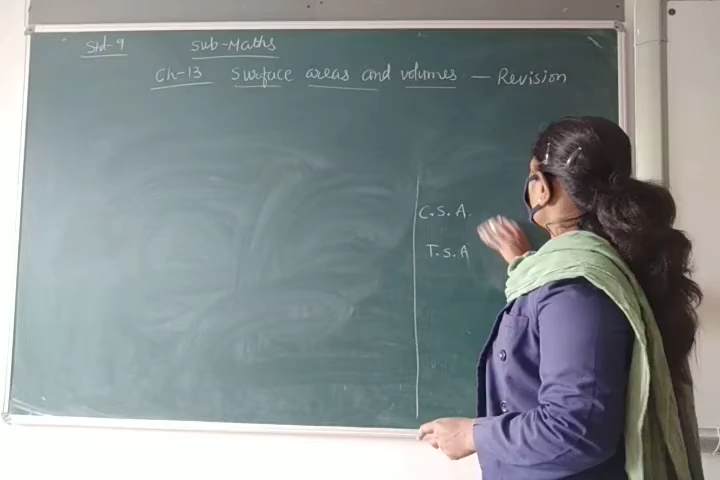 Std-9 Sub-Maths
Ch-13 Surface areas and volumes — Revision
C.S.A.
T.S.A